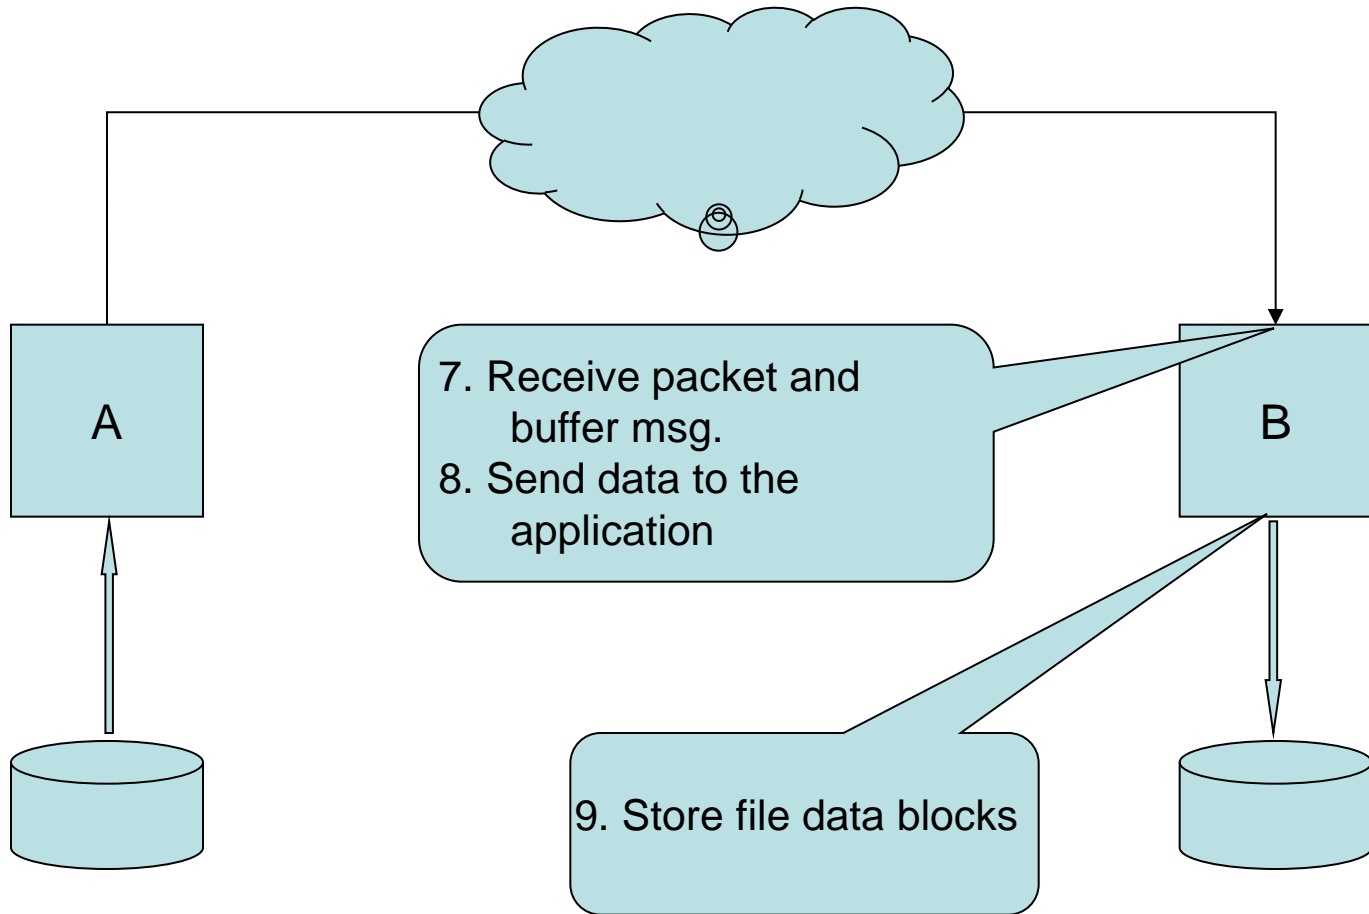 A
7. Receive packet and
buffer msg.
8. Send data to the
application
B
9. Store file data blocks